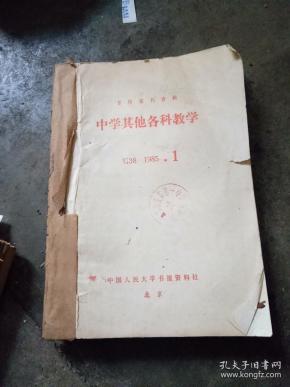 复印报刊资料
中学其他各科教学
G38 1985.1
中国人民大学书报资料社
北京
孔夫子旧书网